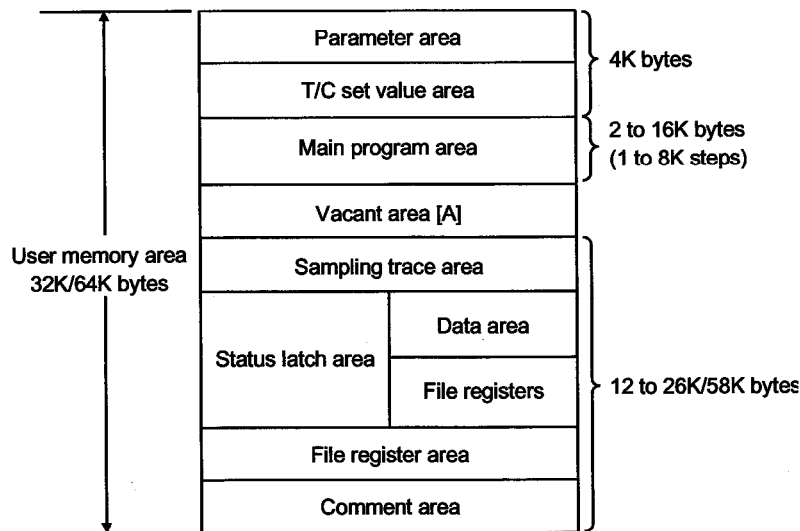 Parameter area
4K bytes
T/C set value area
Main program area
2 to 16K bytes
(1 to 8K steps)
Vacant area [A]
User memory area
32K/64K bytes
Sampling trace area
Status latch area
Data area
File registers
12 to 26K/58K bytes
File register area
Comment area